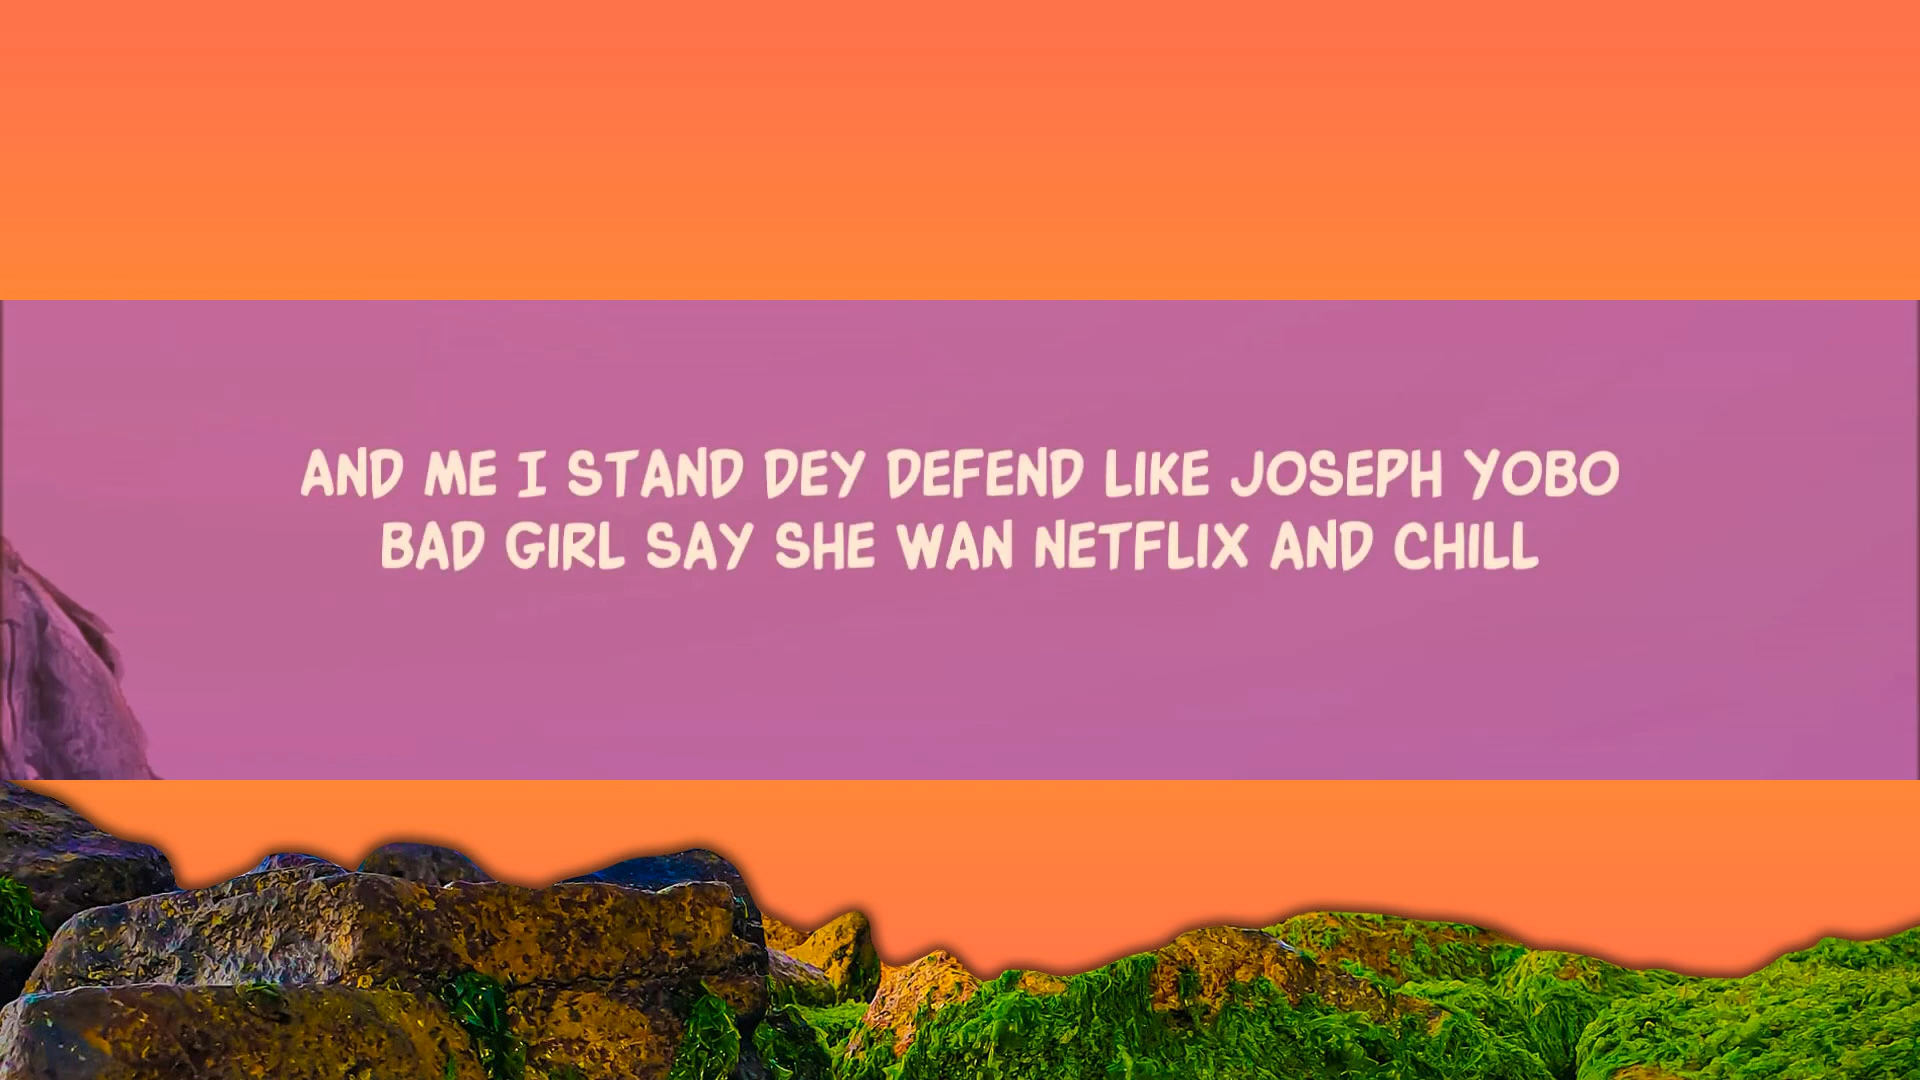 AND ME I STAND DEY DEFEND LIKE JOSEPH YOBO
BAD GIRL SAY SHE WAN NETFLIX AND CHILL